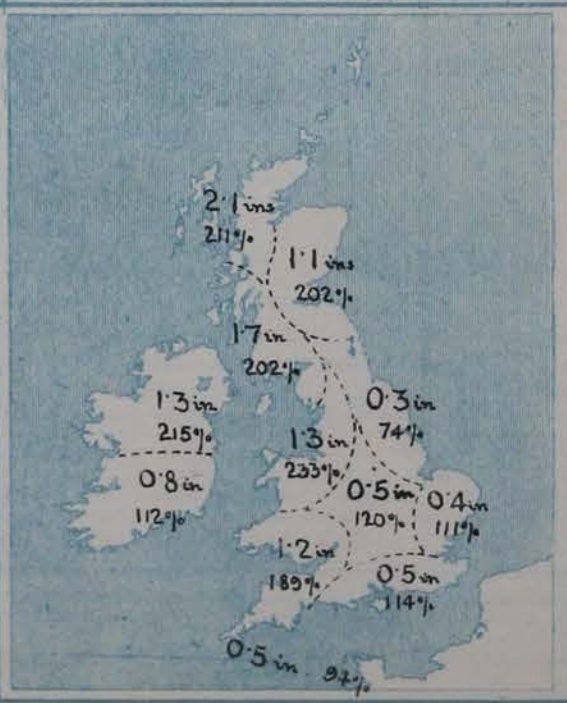 2·1 ins
211%
1·1 ins
202%
1·7 in
202%
1·3 in
215%
0·3 in
74%
1·3 in
233%
0·8 in
112%
0·5 in
120%
0·4 in
111%
1·2 in
189%
0·5 in
114%
0·5 in